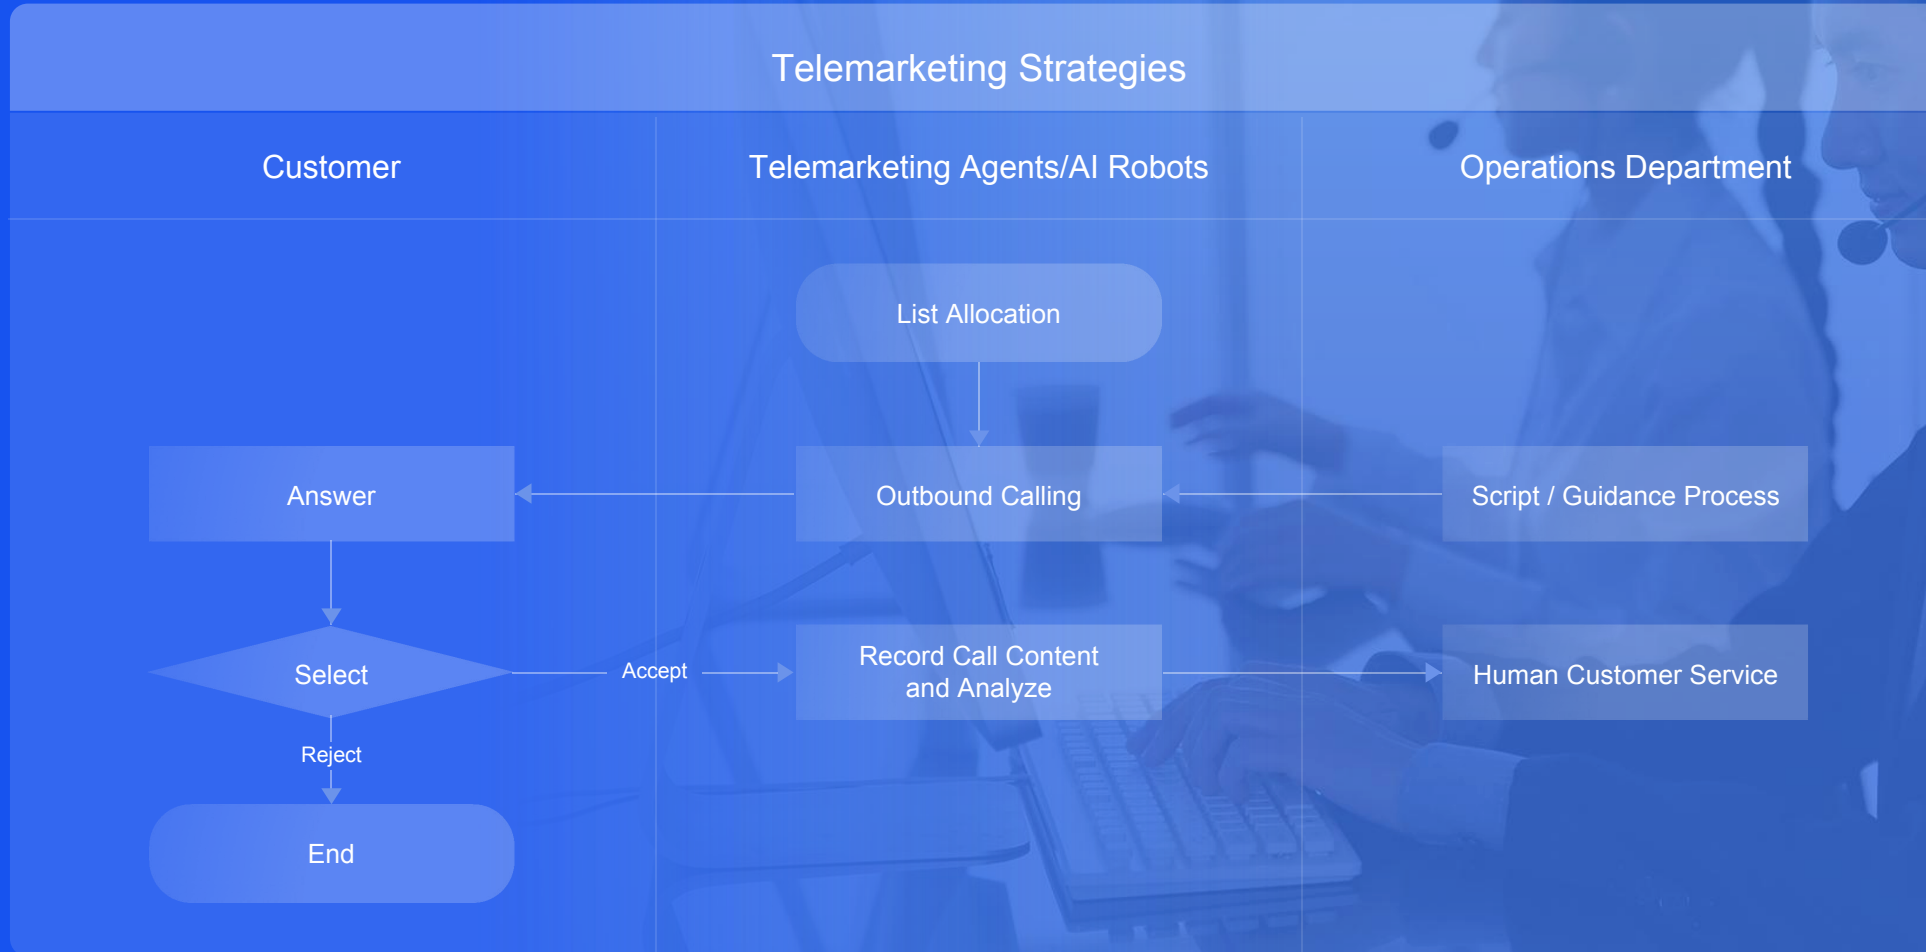 Telemarketing Strategies
Customer
Telemarketing Agents/AI Robots
Operations Department
List Allocation
Answer
Outbound Calling
Script / Guidance Process
Select
Accept
Record Call Content
and Analyze
Human Customer Service
Reject
End